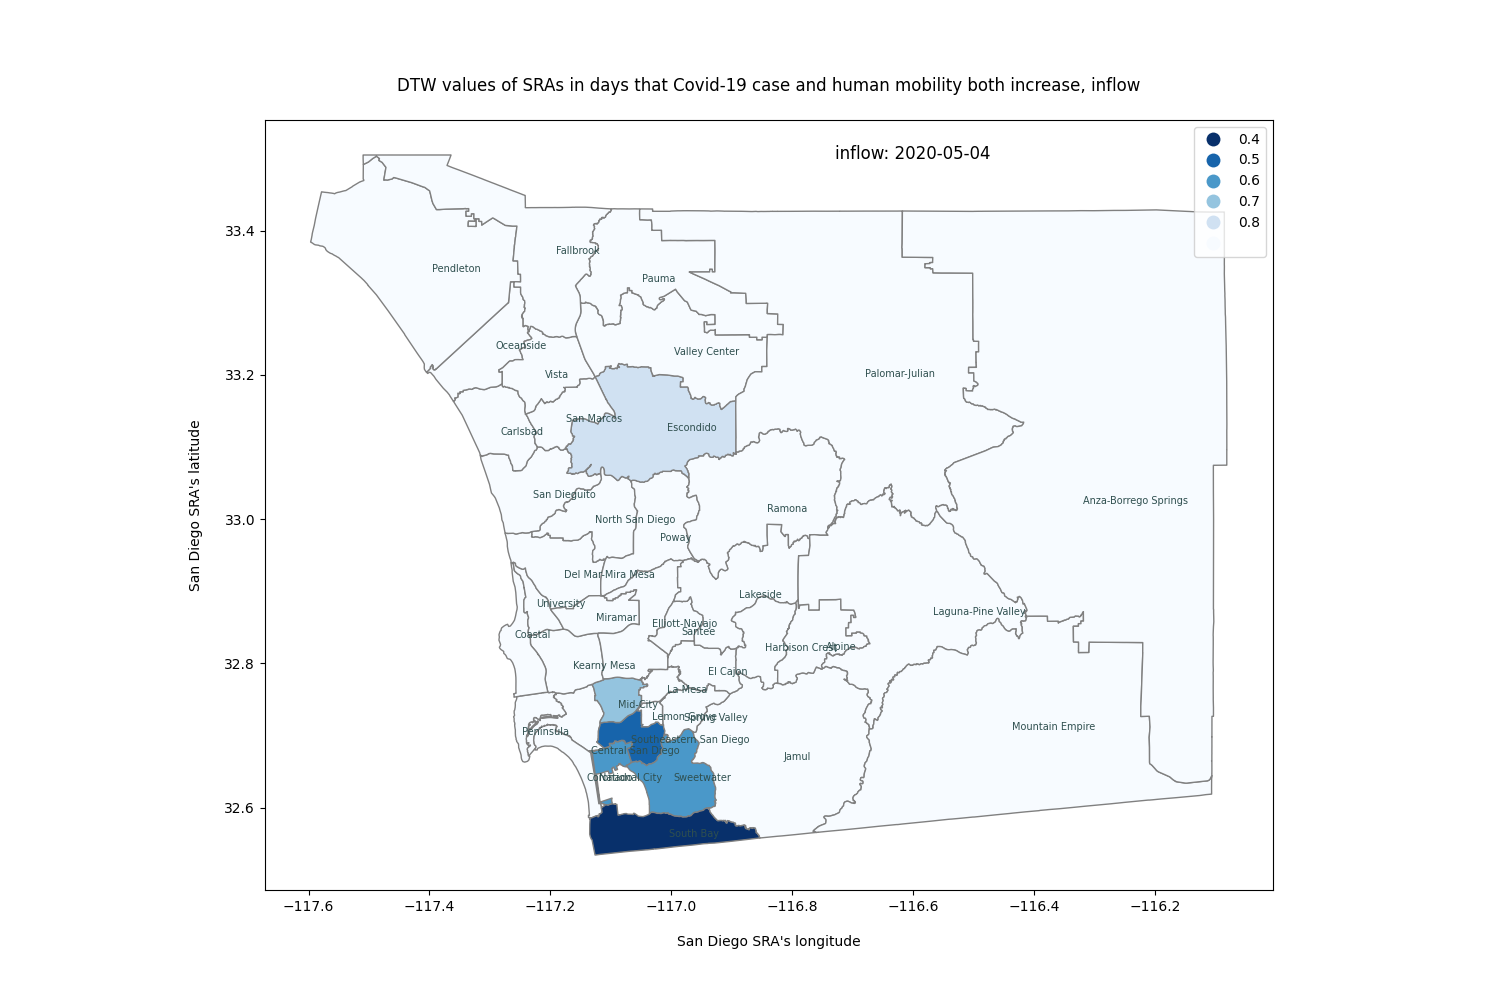 DTW values of SRAs in days that Covid-19 case and human mobility both increase, inflow
inflow: 2020-05-04
0.4
0.5
0.6
0.7
0.8
33.4
33.2
33.0
32.8
32.6
San Diego SRA's latitude
Fallbrook
Pendleton
Pauma
Oceanside
Valley Center
Vista
Palomar-Julian
San Marcos
Carlsbad
Escondido
San Dieguito
Anza-Borrego Springs
Ramona
North San Diego
Poway
Del Mar-Mira Mesa
Lakeside
University
Laguna-Pine Valley
Miramar
Elliott-Navajo
Santee
Coastal
Harbison Crest
Alpine
Kearny Mesa
El Cajon
La Mesa
Mid-City
Lemon Grove
Spring Valley
Mountain Empire
Peninsula
Southeastern San Diego
Central San Diego
Jamul
Coronado
National City
Sweetwater
South Bay
−117.6
−117.4
−117.2
−117.0
−116.8
−116.6
−116.4
−116.2
San Diego SRA's longitude